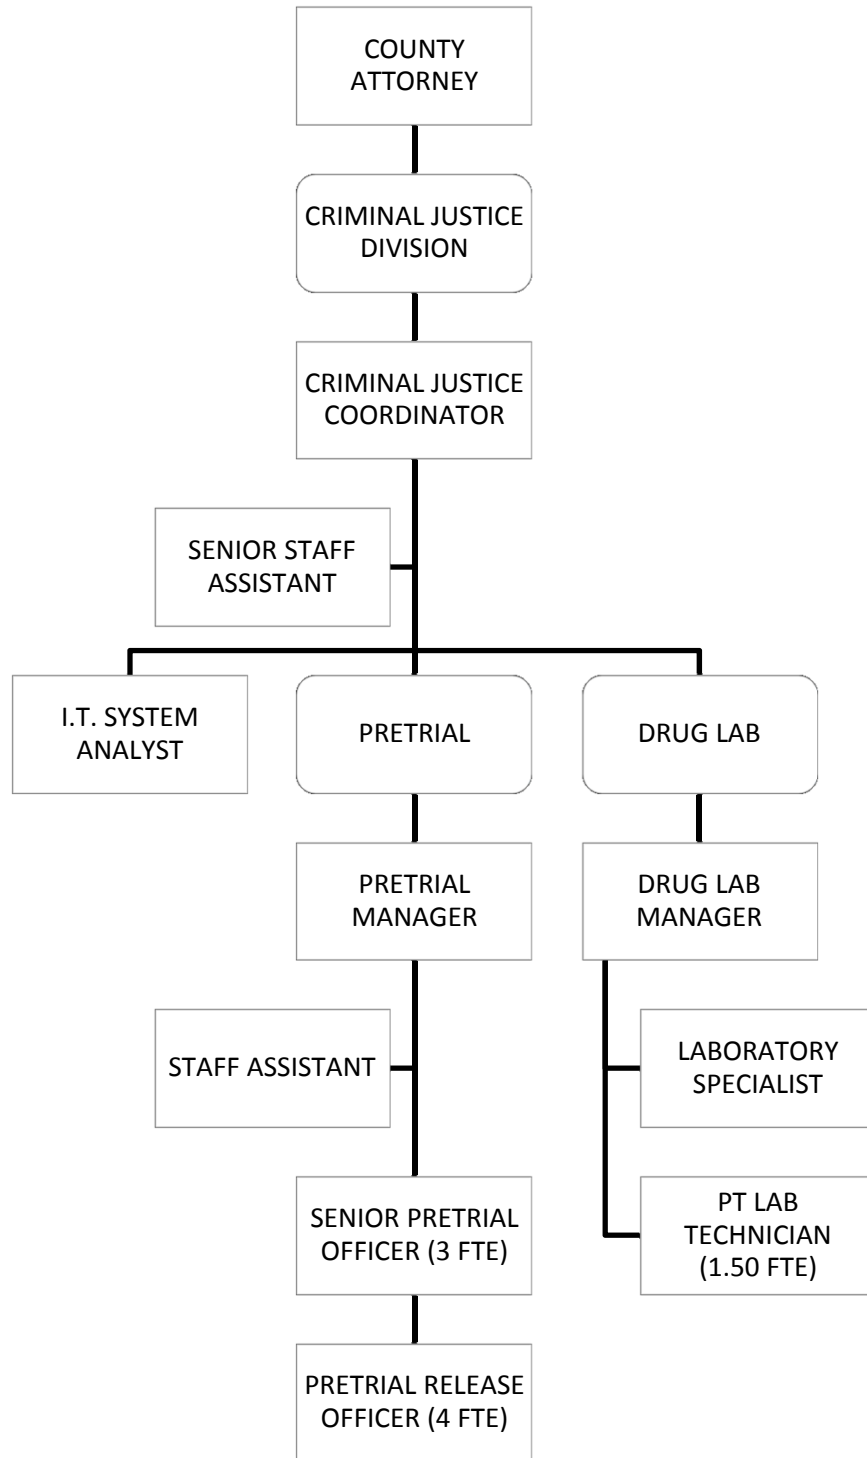 COUNTY
ATTORNEY
CRIMINAL JUSTICE
DIVISION
CRIMINAL JUSTICE
COORDINATOR
SENIOR STAFF
ASSISTANT
I.T. SYSTEM
ANALYST
PRETRIAL
DRUG LAB
PRETRIAL
MANAGER
DRUG LAB
MANAGER
STAFF ASSISTANT
LABORATORY
SPECIALIST
SENIOR PRETRIAL
OFFICER (3 FTE)
PT LAB
TECHNICIAN
(1.50 FTE)
PRETRIAL RELEASE
OFFICER (4 FTE)